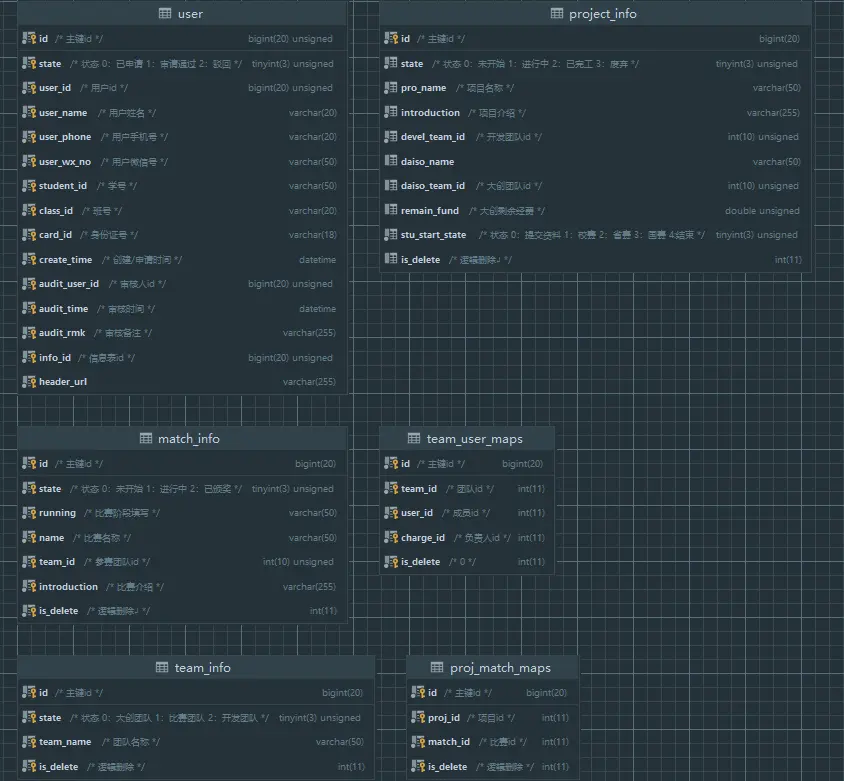 user
id /* 主键id */ bigint(20) unsigned
state /* 状态 0: 已申请 1: 审请通过 2: 驳回 */ tinyint(3) unsigned
user_id /* 用户id */ bigint(20) unsigned
user_name /* 用户姓名 */ varchar(20)
user_phone /* 用户手机号 */ varchar(20)
user_wx_no /* 用户微信号 */ varchar(50)
student_id /* 学号 */ varchar(50)
class_id /* 班号 */ varchar(20)
card_id /* 身份证号 */ varchar(18)
create_time /* 创建/申请时间 */ datetime
audit_user_id /* 审核人id */ bigint(20) unsigned
audit_time /* 审核时间 */ datetime
audit_rmk /* 审核备注 */ varchar(255)
info_id /* 信息表id */ bigint(20) unsigned
header_url varchar(255)
project_info
id /* 主键id */ bigint(20)
state /* 状态 0: 未开始 1: 进行中 2: 已完工 3: 废弃 */ tinyint(3) unsigned
pro_name /* 项目名称 */ varchar(50)
introduction /* 项目介绍 */ varchar(255)
devel_team_id /* 开发团队id */ int(10) unsigned
daiso_name varchar(50)
daiso_team_id /* 大创团队id */ int(10) unsigned
remain_fund /* 大创剩余经费 */ double unsigned
stu_start_state /* 状态 0: 提交资料 1: 校赛 2: 省赛 3: 国赛 4:结束 */ tinyint(3) unsigned
is_delete /* 逻辑删除↲ */ int(11)
match_info
id /* 主键id */ bigint(20)
state /* 状态 0: 未开始 1: 进行中 2: 已颁奖 */ tinyint(3) unsigned
running /* 比赛阶段填写 */ varchar(50)
name /* 比赛名称 */ varchar(50)
team_id /* 参赛团队id */ int(10) unsigned
introduction /* 比赛介绍 */ varchar(255)
is_delete /* 逻辑删除↲ */ int(11)
team_user_maps
id /* 主键id */ bigint(20)
team_id /* 团队id */ int(11)
user_id /* 成员id */ int(11)
charge_id /* 负责人id */ int(11)
is_delete /* 0 */ int(11)
team_info
id /* 主键id */ bigint(20)
state /* 状态 0: 大创团队 1: 比赛团队 2: 开发团队 */ tinyint(3) unsigned
team_name /* 团队名称 */ varchar(50)
is_delete /* 逻辑删除 */ int(11)
proj_match_maps
id /* 主键id */ bigint(20)
proj_id /* 项目id */ int(11)
match_id /* 比赛id */ int(11)
is_delete /* 逻辑删除 */ int(11)